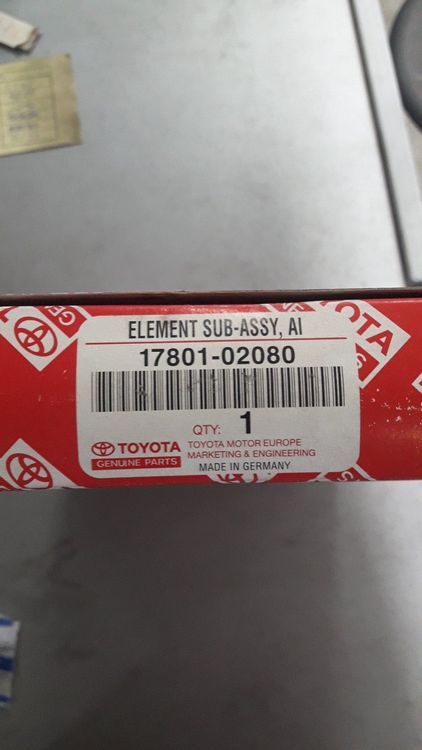 ELEMENT SUB-ASSY, AI
17801-02080
QTY: 1
TOYOTA
GENUINE PARTS
TOYOTA MOTOR EUROPE
MARKETING & ENGINEERING
MADE IN GERMANY
OTA